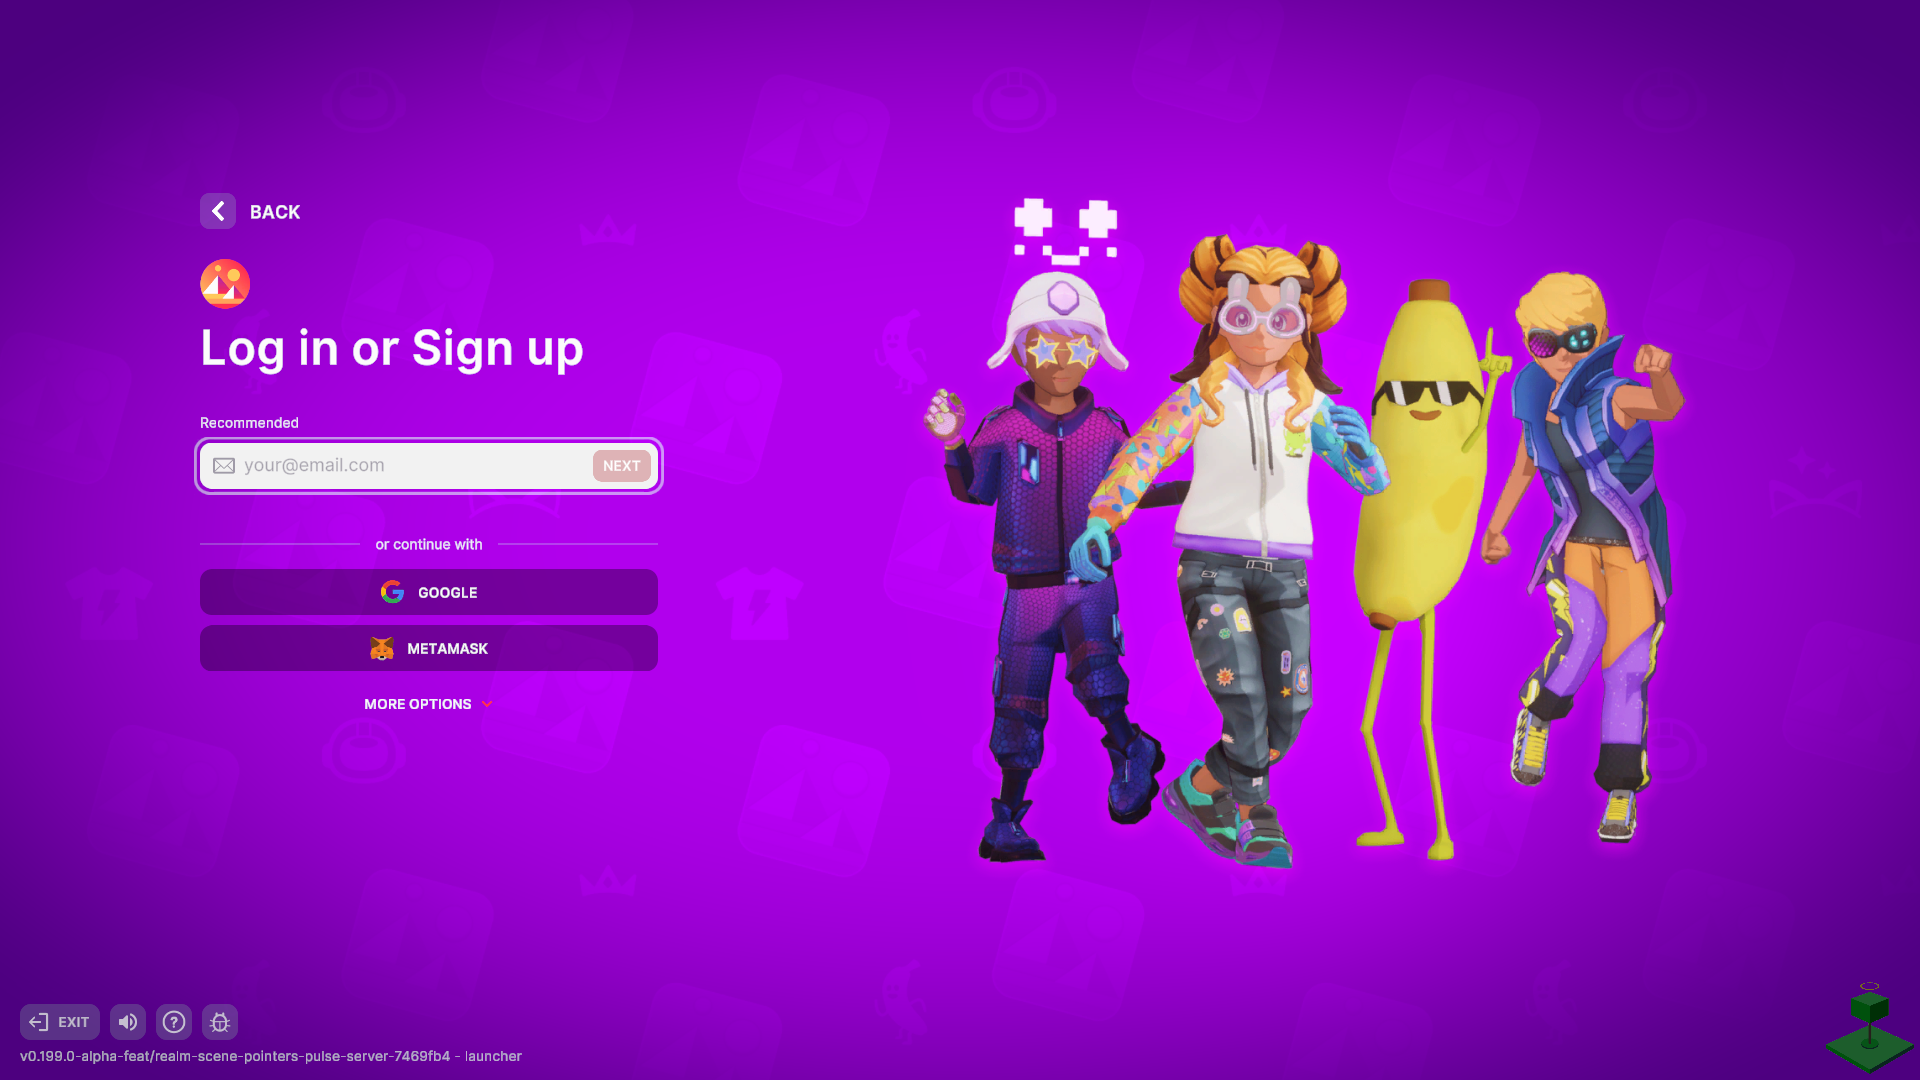 BACK
Log in or Sign up
Recommended
your@email.com NEXT
or continue with
GOOGLE
METAMASK
MORE OPTIONS
EXIT
v0.199.0-alpha-feat/realm-scene-pointers-pulse-server-7469fb4 - launcher